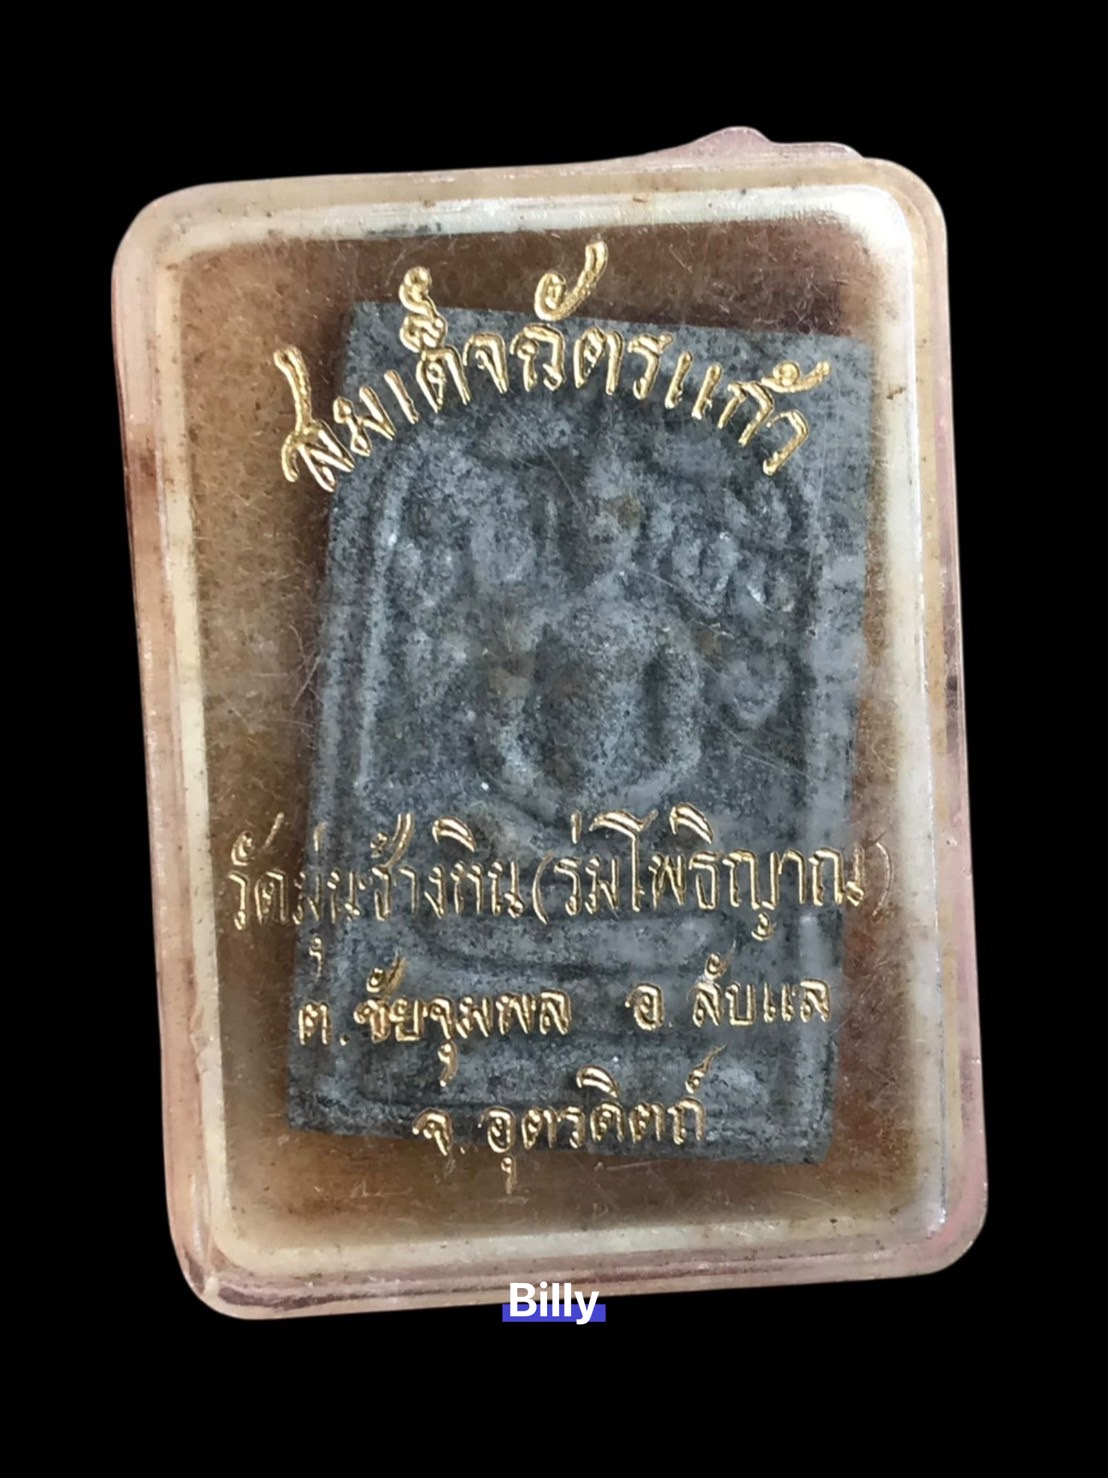 สมเด็จฉัตรแก้ว
วัดม่อนช้างหิน (ร่มโพธิญาณ)
ต. ชัยจุมพล อ. ลับแล
จ. อุตรดิตถ์
Billy